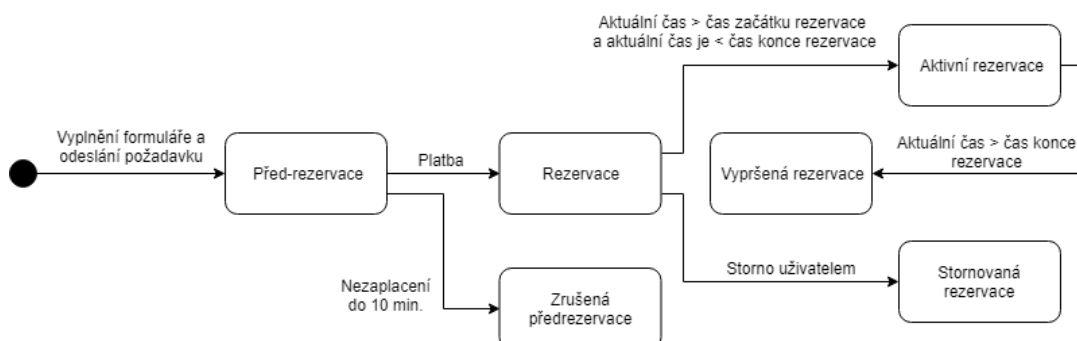 Aktuální čas > čas začátku rezervace
a aktuální čas je < čas konce rezervace
Aktivní rezervace
Vyplnění formuláře a
odeslání požadavku
Před-rezervace
Platba
Rezervace
Vypršená rezervace
Aktuální čas > čas konce
rezervace
Storno uživatelem
Stornovaná
rezervace
Nezaplacení
do 10 min.
Zrušená
předrezervace